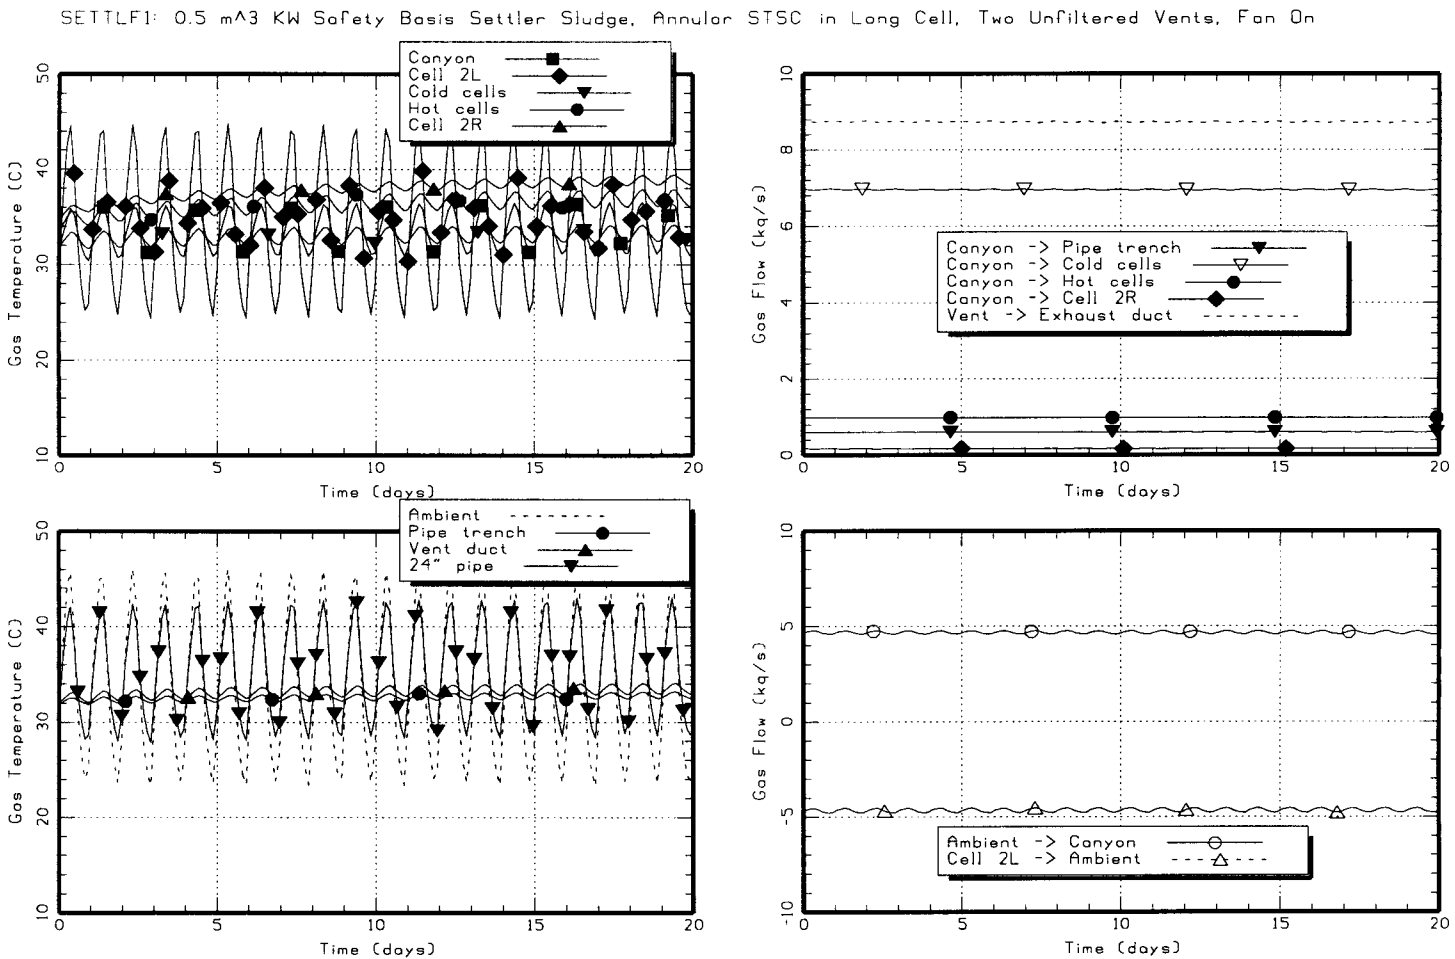 SETTLF1: 0.5 m^3 KW Safety Basis Settler Sludge, Annular STSC in Long Cell, Two Unfiltered Vents, Fan On
Canyon
Cell 2L
Cold cells
Hot cells
Cell 2R
Gas Temperature (C)
50
40
30
20
10
0 5 10 15 20
Time (days)
Canyon -> Pipe trench
Canyon -> Cold cells
Canyon -> Hot cells
Canyon -> Cell 2R
Vent -> Exhaust duct
Gas Flow (kg/s)
10
8
6
4
2
0
0 5 10 15 20
Time (days)
Ambient
Pipe trench
Vent duct
24" pipe
Gas Temperature (C)
50
40
30
20
10
0 5 10 15 20
Time (days)
Gas Flow (kg/s)
10
5
0
-5
-10
Ambient -> Canyon
Cell 2L -> Ambient
0 5 10 15 20
Time (days)